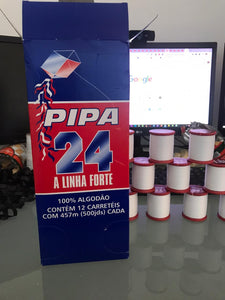 PIPA
24
A LINHA FORTE
100% ALGODÃO
CONTÉM 12 CARRETÉIS
COM 457m (500jds) CADA
Google